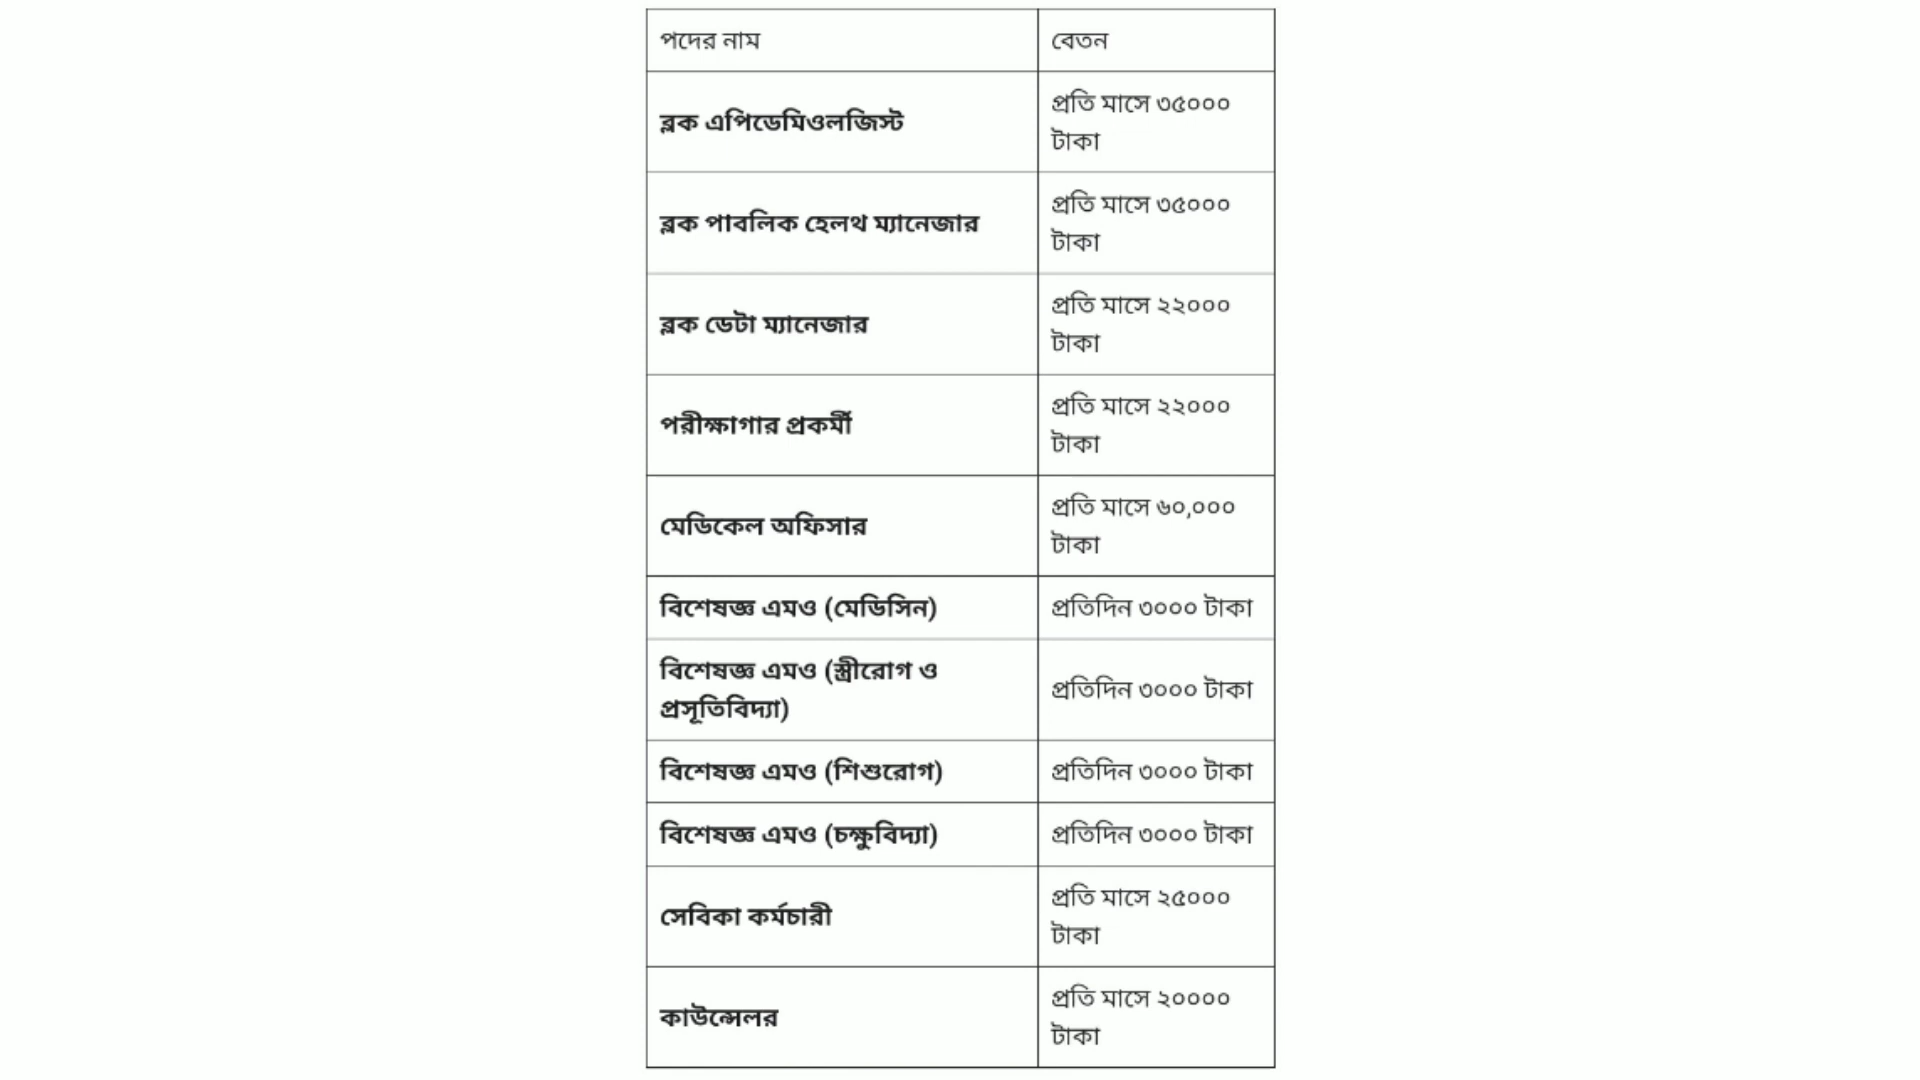 পদের নাম
বেতন
ব্লক এপিডেমিওলজিস্ট
প্রতি মাসে ৩৫০০০
টাকা
ব্লক পাবলিক হেলথ ম্যানেজার
প্রতি মাসে ৩৫০০০
টাকা
ব্লক ডেটা ম্যানেজার
প্রতি মাসে ২২০০০
টাকা
পরীক্ষাগার প্রকর্মী
প্রতি মাসে ২২০০০
টাকা
মেডিকেল অফিসার
প্রতি মাসে ৬০,০০০
টাকা
বিশেষজ্ঞ এমও (মেডিসিন)
প্রতিদিন ৩০০০ টাকা
বিশেষজ্ঞ এমও (স্ত্রীরোগ ও
প্রসূতিবিদ্যা)
প্রতিদিন ৩০০০ টাকা
বিশেষজ্ঞ এমও (শিশুরোগ)
প্রতিদিন ৩০০০ টাকা
বিশেষজ্ঞ এমও (চক্ষুবিদ্যা)
প্রতিদিন ৩০০০ টাকা
সেবিকা কর্মচারী
প্রতি মাসে ২৫০০০
টাকা
কাউন্সেলর
প্রতি মাসে ২০০০০
টাকা